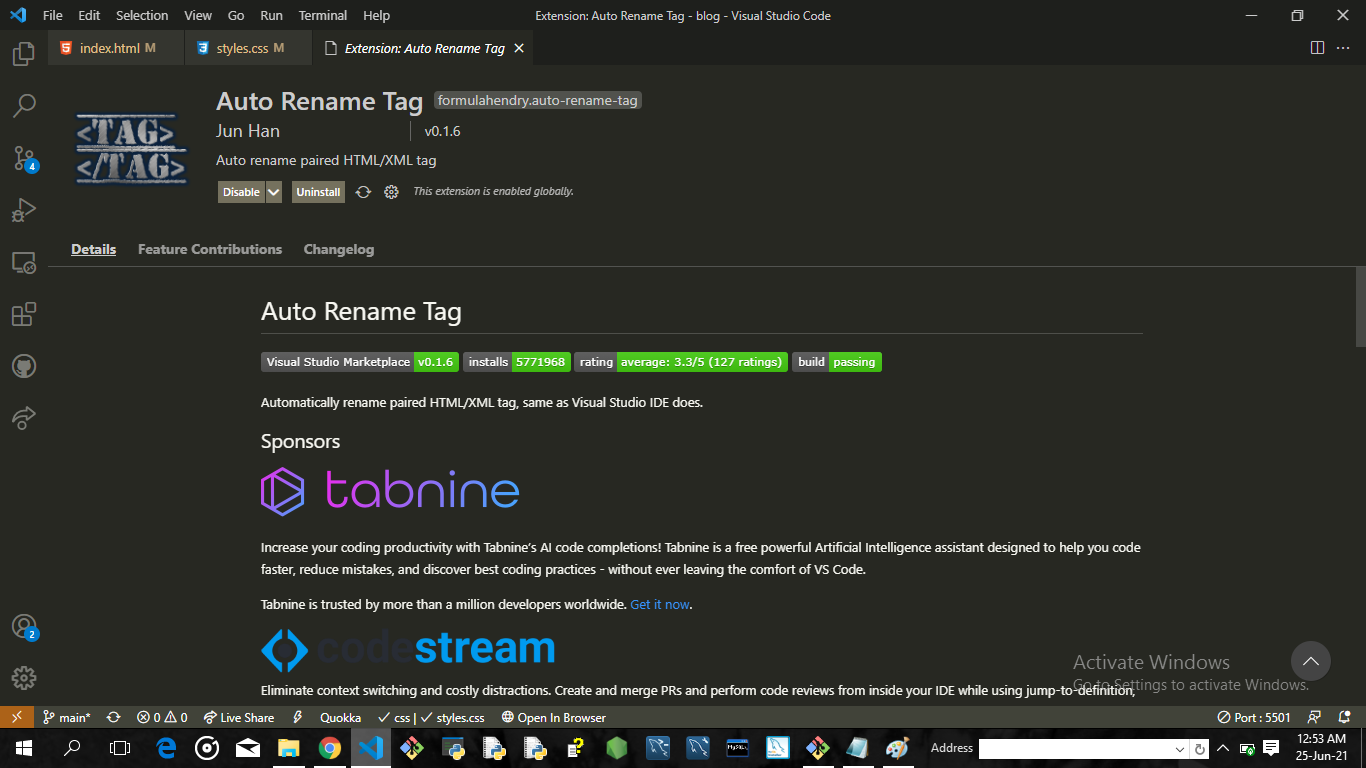 File Edit Selection View Go Run Terminal Help
Extension: Auto Rename Tag - blog - Visual Studio Code
index.html M
styles.css M
Extension: Auto Rename Tag
<TAG>
</TAG>
Auto Rename Tag
formulahendry.auto-rename-tag
Jun Han
v0.1.6
Auto rename paired HTML/XML tag
Disable
Uninstall
This extension is enabled globally.
4
Details Feature Contributions Changelog
Auto Rename Tag
Visual Studio Marketplace v0.1.6 installs 5771968 rating average: 3.3/5 (127 ratings) build passing
Automatically rename paired HTML/XML tag, same as Visual Studio IDE does.
Sponsors
tabnine
Increase your coding productivity with Tabnine's AI code completions! Tabnine is a free powerful Artificial Intelligence assistant designed to help you code
faster, reduce mistakes, and discover best coding practices - without ever leaving the comfort of VS Code.
Tabnine is trusted by more than a million developers worldwide. Get it now.
codestream
2
Eliminate context switching and costly distractions. Create and merge PRs and perform code reviews from inside your IDE while using jump-to-definition,
Activate Windows
Go to Settings to activate Windows.
main* 0 0 Live Share Quokka css | styles.css Open In Browser Port : 5501
Address
12:53 AM
25-Jun-21